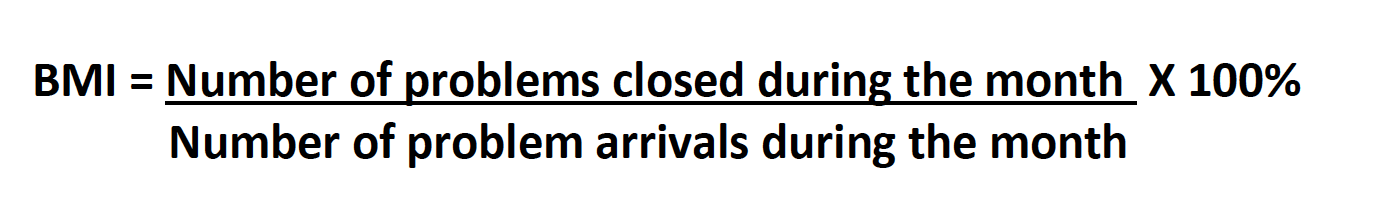 BMI = Number of problems closed during the month X 100%
Number of problem arrivals during the month